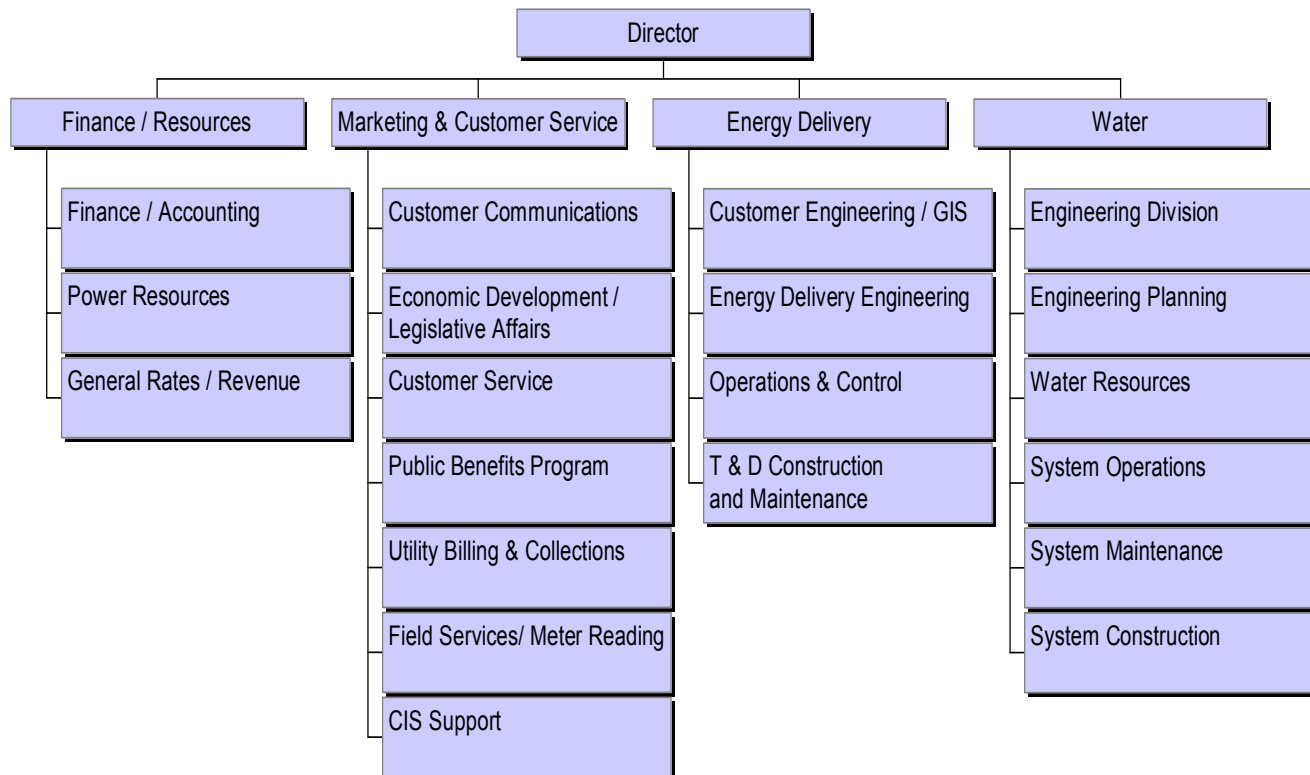 Director
Finance / Resources
Marketing & Customer Service
Energy Delivery
Water
Finance / Accounting
Power Resources
General Rates / Revenue
Customer Communications
Economic Development /
Legislative Affairs
Customer Service
Public Benefits Program
Utility Billing & Collections
Field Services/ Meter Reading
CIS Support
Customer Engineering / GIS
Energy Delivery Engineering
Operations & Control
T & D Construction
and Maintenance
Engineering Division
Engineering Planning
Water Resources
System Operations
System Maintenance
System Construction